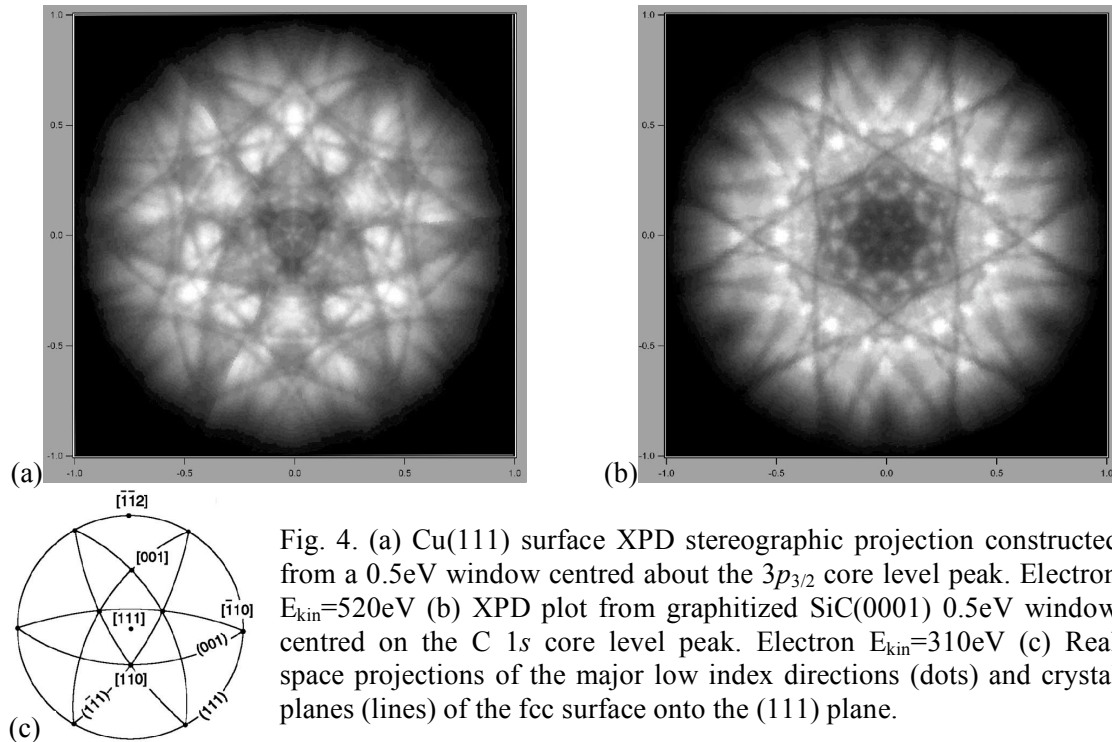 1.0
0.5
0.0
-0.5
-1.0
-1.0 -0.5 0.0 0.5 1.0
(a)
1.0
0.5
0.0
-0.5
-1.0
-1.0 -0.5 0.0 0.5 1.0
(b)
[1̄1̄2]
[001]
[1̄10]
[111]
(001)
[110]
(11̄1)
(111)
(c)
Fig. 4. (a) Cu(111) surface XPD stereographic projection constructed
from a 0.5eV window centred about the 3p3/2 core level peak. Electron
Ekin=520eV (b) XPD plot from graphitized SiC(0001) 0.5eV window
centred on the C 1s core level peak. Electron Ekin=310eV (c) Rea
space projections of the major low index directions (dots) and crysta
planes (lines) of the fcc surface onto the (111) plane.